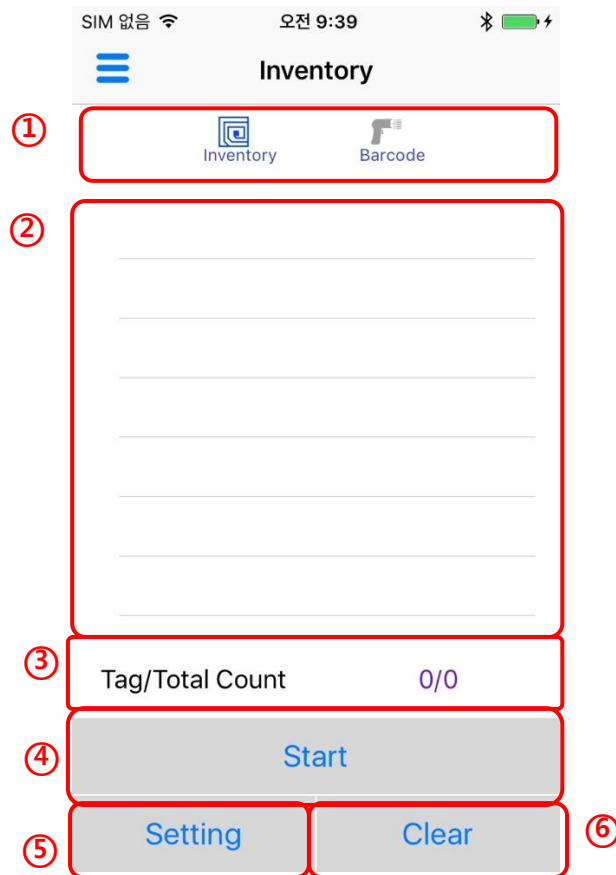 SIM 없음 오전 9:39
Inventory
①
Inventory Barcode
②
③
Tag/Total Count 0/0
④
Start
⑤
Setting Clear
⑥